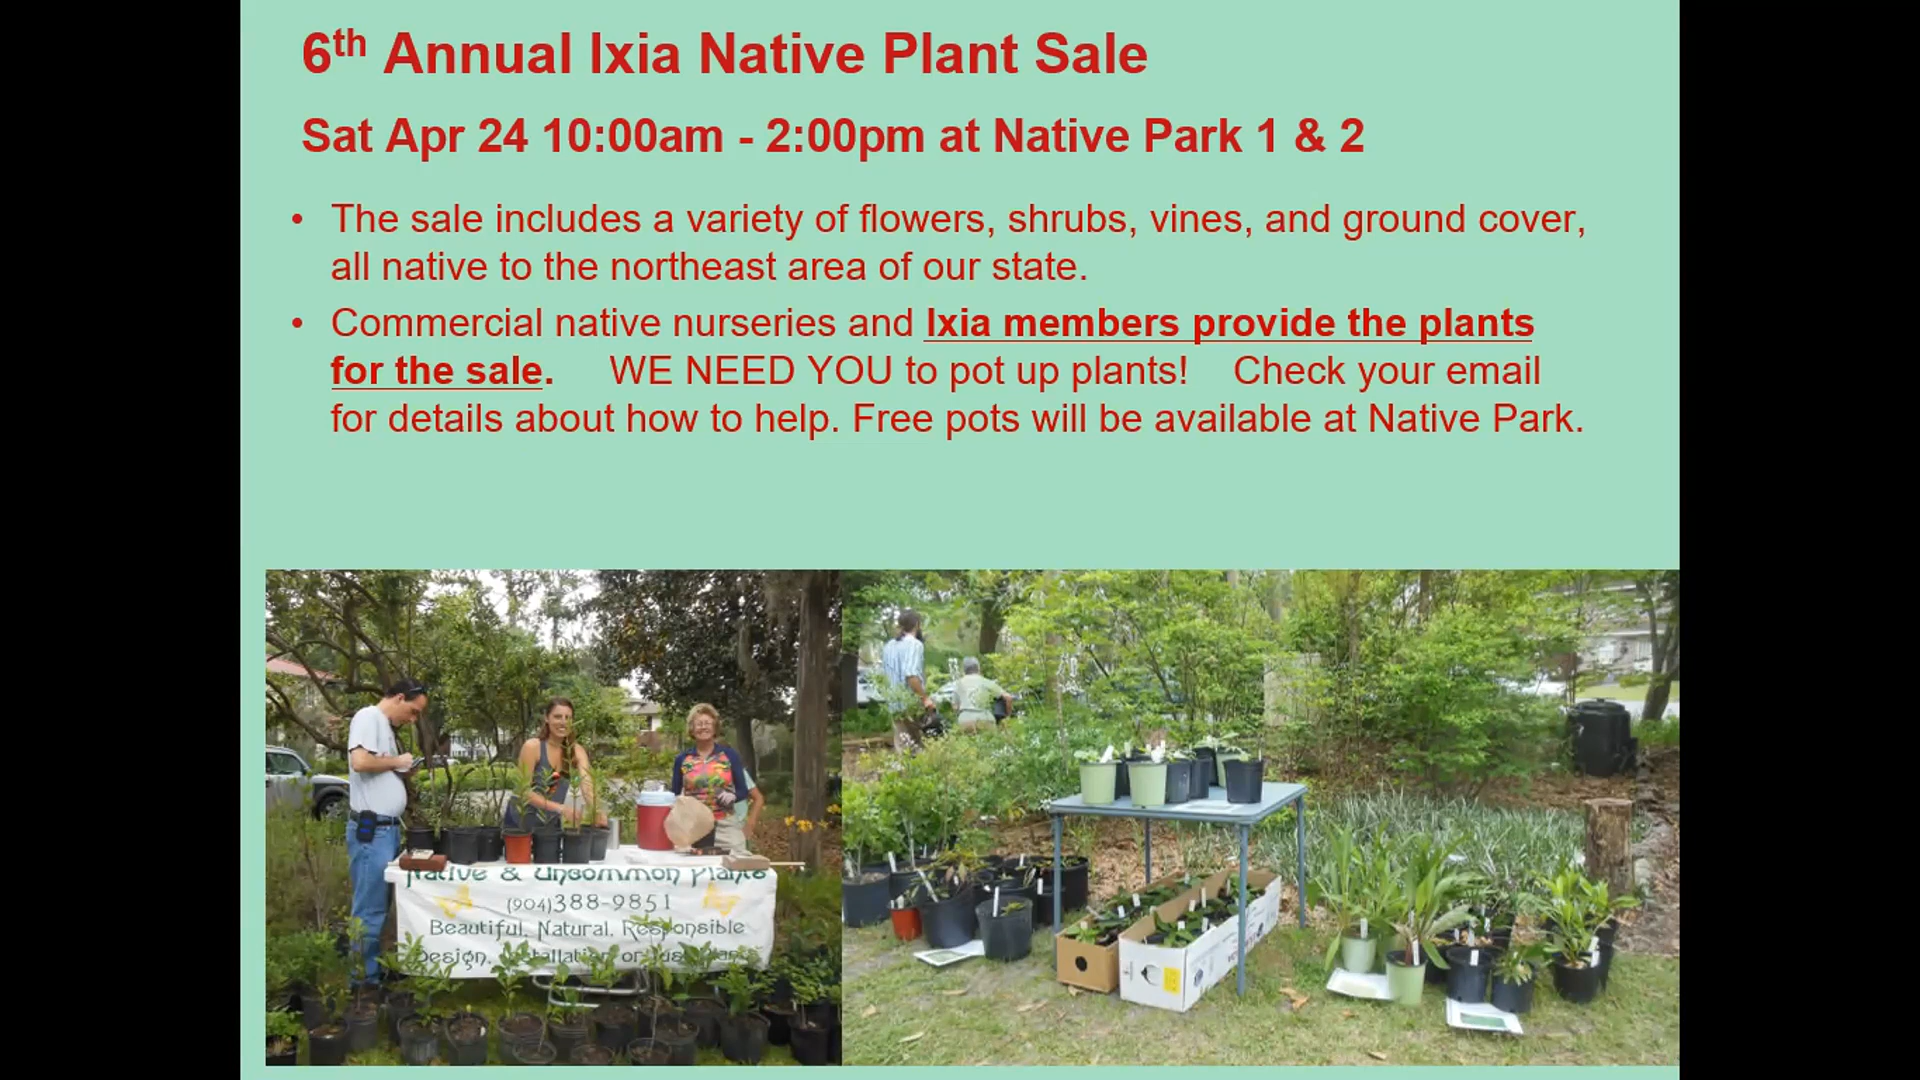 6th Annual Ixia Native Plant Sale
Sat Apr 24 10:00am - 2:00pm at Native Park 1 & 2
• The sale includes a variety of flowers, shrubs, vines, and ground cover,
all native to the northeast area of our state.
• Commercial native nurseries and Ixia members provide the plants
for the sale. WE NEED YOU to pot up plants! Check your email
for details about how to help. Free pots will be available at Native Park.
Native & Uncommon Plants
(904)388-9851
Beautiful, Natural, Responsible
Design, Installation or Just Plants